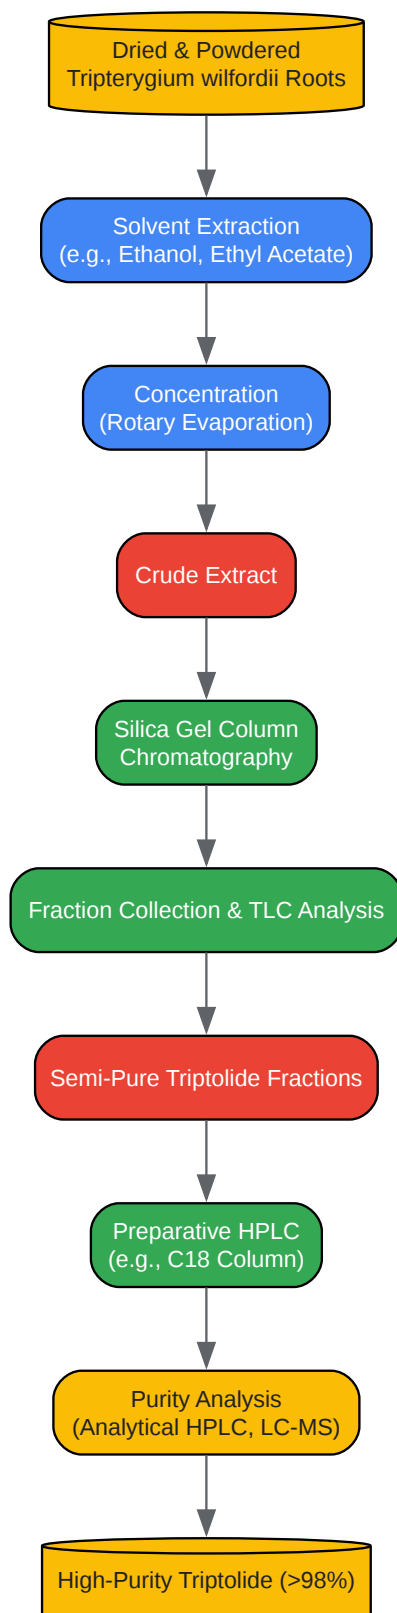 Dried & Powdered
Tripterygium wilfordii Roots
Solvent Extraction
(e.g., Ethanol, Ethyl Acetate)
Concentration
(Rotary Evaporation)
Crude Extract
Silica Gel Column
Chromatography
Fraction Collection & TLC Analysis
Semi-Pure Triptolide Fractions
Preparative HPLC
(e.g., C18 Column)
Purity Analysis
(Analytical HPLC, LC-MS)
High-Purity Triptolide (>98%)